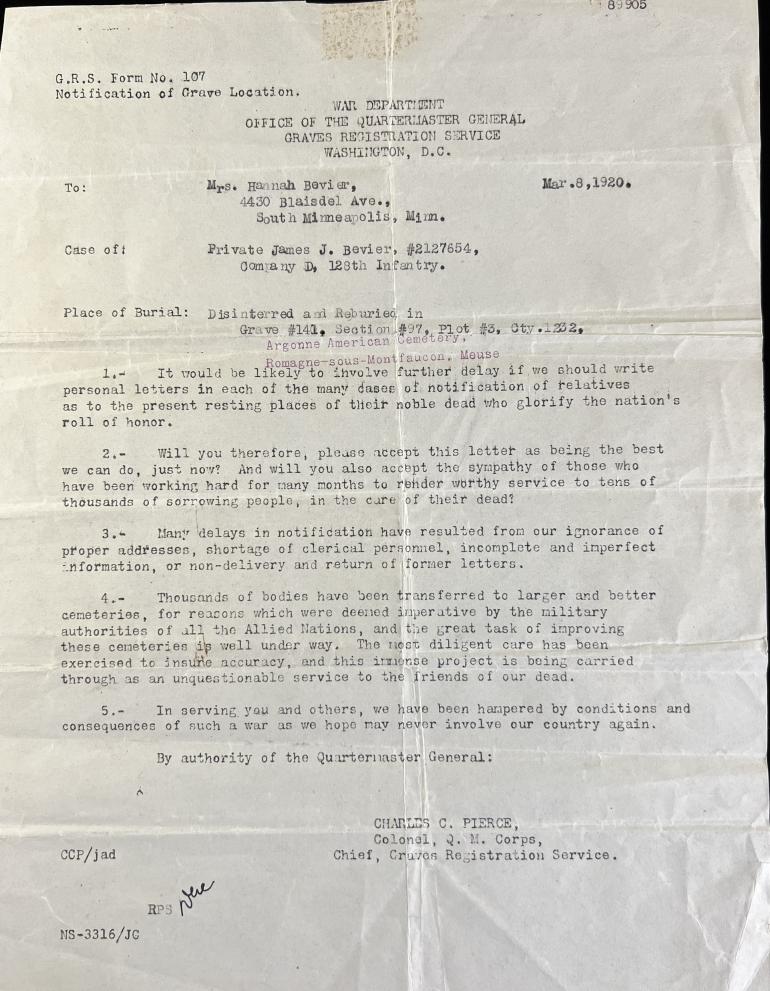 89905
G.R.S. Form No. 107
Notification of Grave Location.
WAR DEPARTMENT
OFFICE OF THE QUARTERMASTER GENERAL
GRAVES REGISTRATION SERVICE
WASHINGTON, D.C.
To: Mrs. Hannah Bevier, Mar.8,1920.
4430 Blaisdel Ave.,
South Minneapolis, Minn.
Case of: Private James J. Bevier, #2127654,
Company D, 128th Infantry.
Place of Burial: Disinterred and Reburied in
Grave #141, Section #97, Plot #3, Cty.1232,
Argonne American Cemetery,
Romagne-sous-Montfaucon, Meuse
1.- It would be likely to involve further delay if we should write
personal letters in each of the many cases of notification of relatives
as to the present resting places of their noble dead who glorify the nation's
roll of honor.
2.- Will you therefore, please accept this letter as being the best
we can do, just now? And will you also accept the sympathy of those who
have been working hard for many months to render worthy service to tens of
thousands of sorrowing people, in the care of their dead?
3.- Many delays in notification have resulted from our ignorance of
proper addresses, shortage of clerical personnel, incomplete and imperfect
information, or non-delivery and return of former letters.
4.- Thousands of bodies have been transferred to larger and better
cemeteries, for reasons which were deemed imperative by the military
authorities of all the Allied Nations, and the great task of improving
these cemeteries is well under way. The most diligent care has been
exercised to insure accuracy, and this immense project is being carried
through as an unquestionable service to the friends of our dead.
5.- In serving you and others, we have been hampered by conditions and
consequences of such a war as we hope may never involve our country again.
By authority of the Quartermaster General:
CHARLES C. PIERCE,
Colonel, Q. M. Corps,
CCP/jad Chief, Graves Registration Service.
RPS
NS-3316/JG